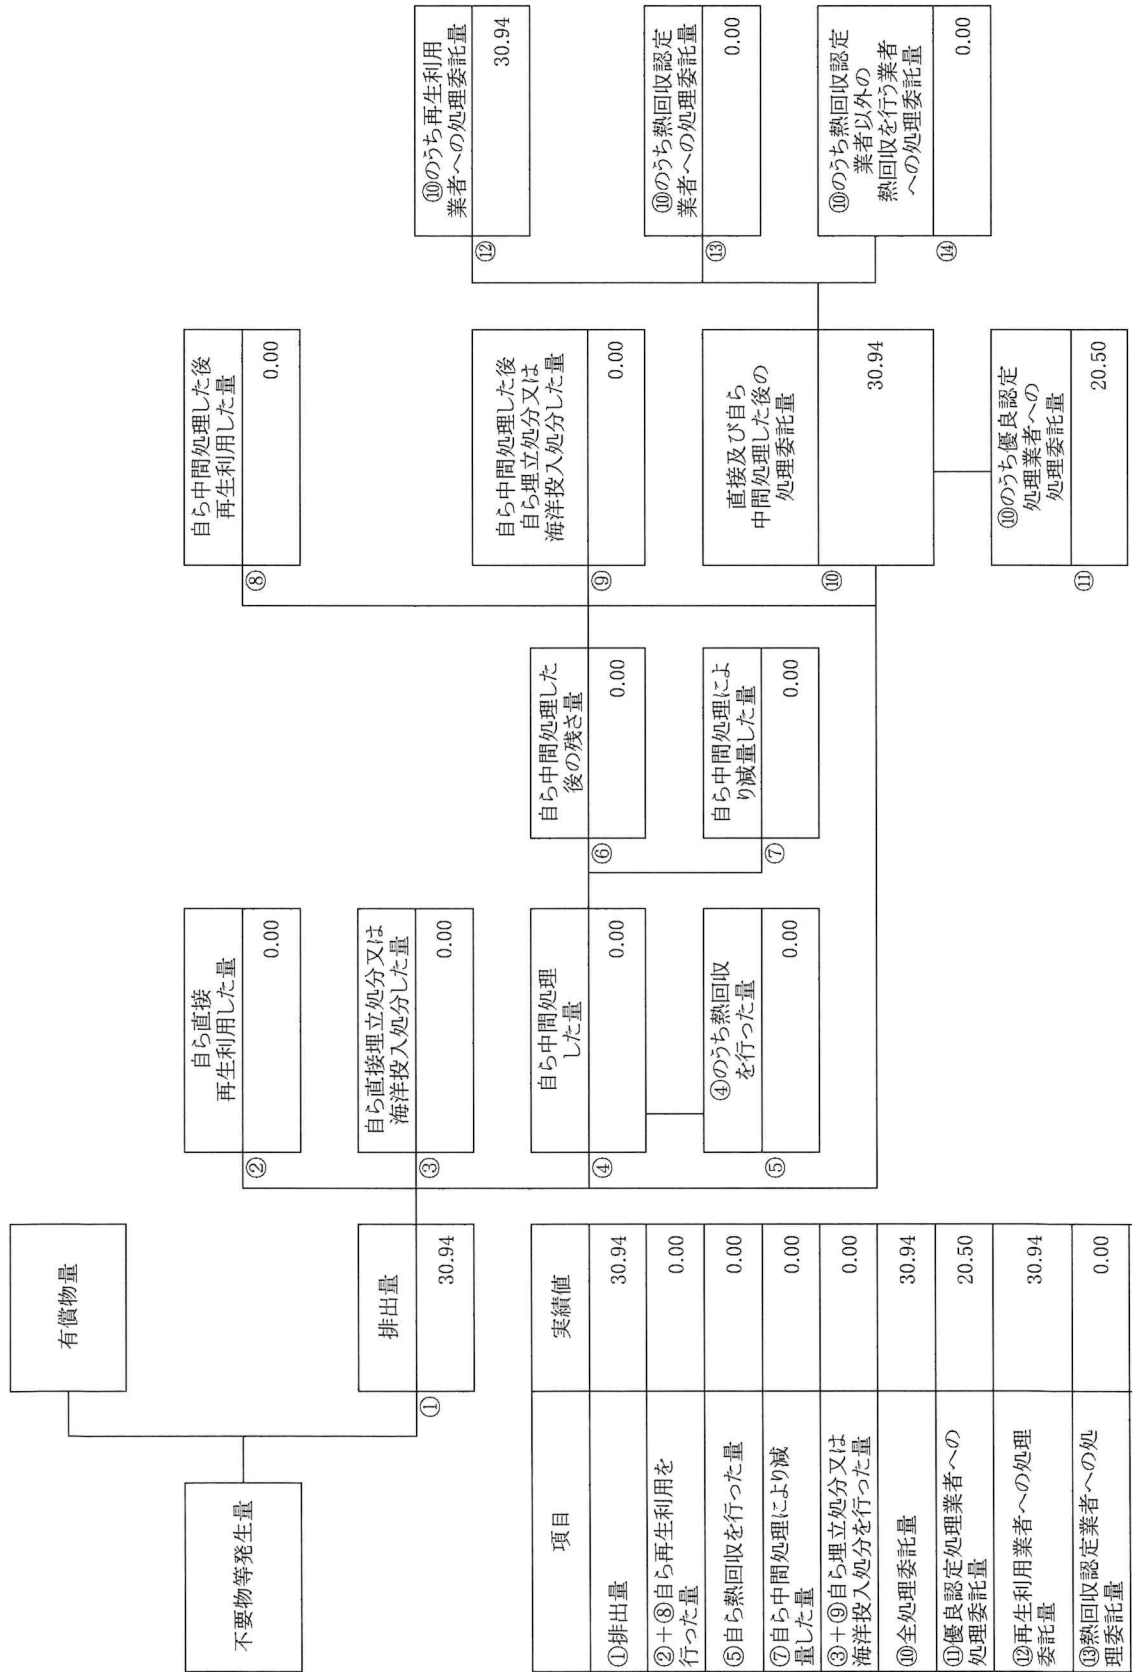 不要物等発生量
有償物量
①
排出量
30.94
②
自ら直接
再生利用した量
0.00
③
自ら直接埋立処分又は
海洋投入処分した量
0.00
④
自ら中間処理
した量
0.00
⑤
④のうち熱回収
を行った量
0.00
⑥
自ら中間処理した
後の残さ量
0.00
⑦
自ら中間処理によ
り減量した量
0.00
⑧
自ら中間処理した後
再生利用した量
0.00
⑨
自ら中間処理した後
自ら埋立処分又は
海洋投入処分した量
0.00
⑩
直接及び自ら
中間処理した後の
処理委託量
30.94
⑪
⑩のうち優良認定
処理業者への
処理委託量
20.50
⑫
⑩のうち再生利用
業者への処理委託量
30.94
⑬
⑩のうち熱回収認定
業者への処理委託量
0.00
⑭
⑩のうち熱回収認定
業者以外の
熱回収を行う業者
への処理委託量
0.00
項目 実績値
①排出量 30.94
②+⑧自ら再生利用を
行った量 0.00
⑤自ら熱回収を行った量 0.00
⑦自ら中間処理により減
量した量 0.00
③+⑨自ら埋立処分又は
海洋投入処分を行った量 0.00
⑩全処理委託量 30.94
⑪優良認定処理業者への
処理委託量 20.50
⑫再生利用業者への処理
委託量 30.94
⑬熱回収認定業者への処
理委託量 0.00